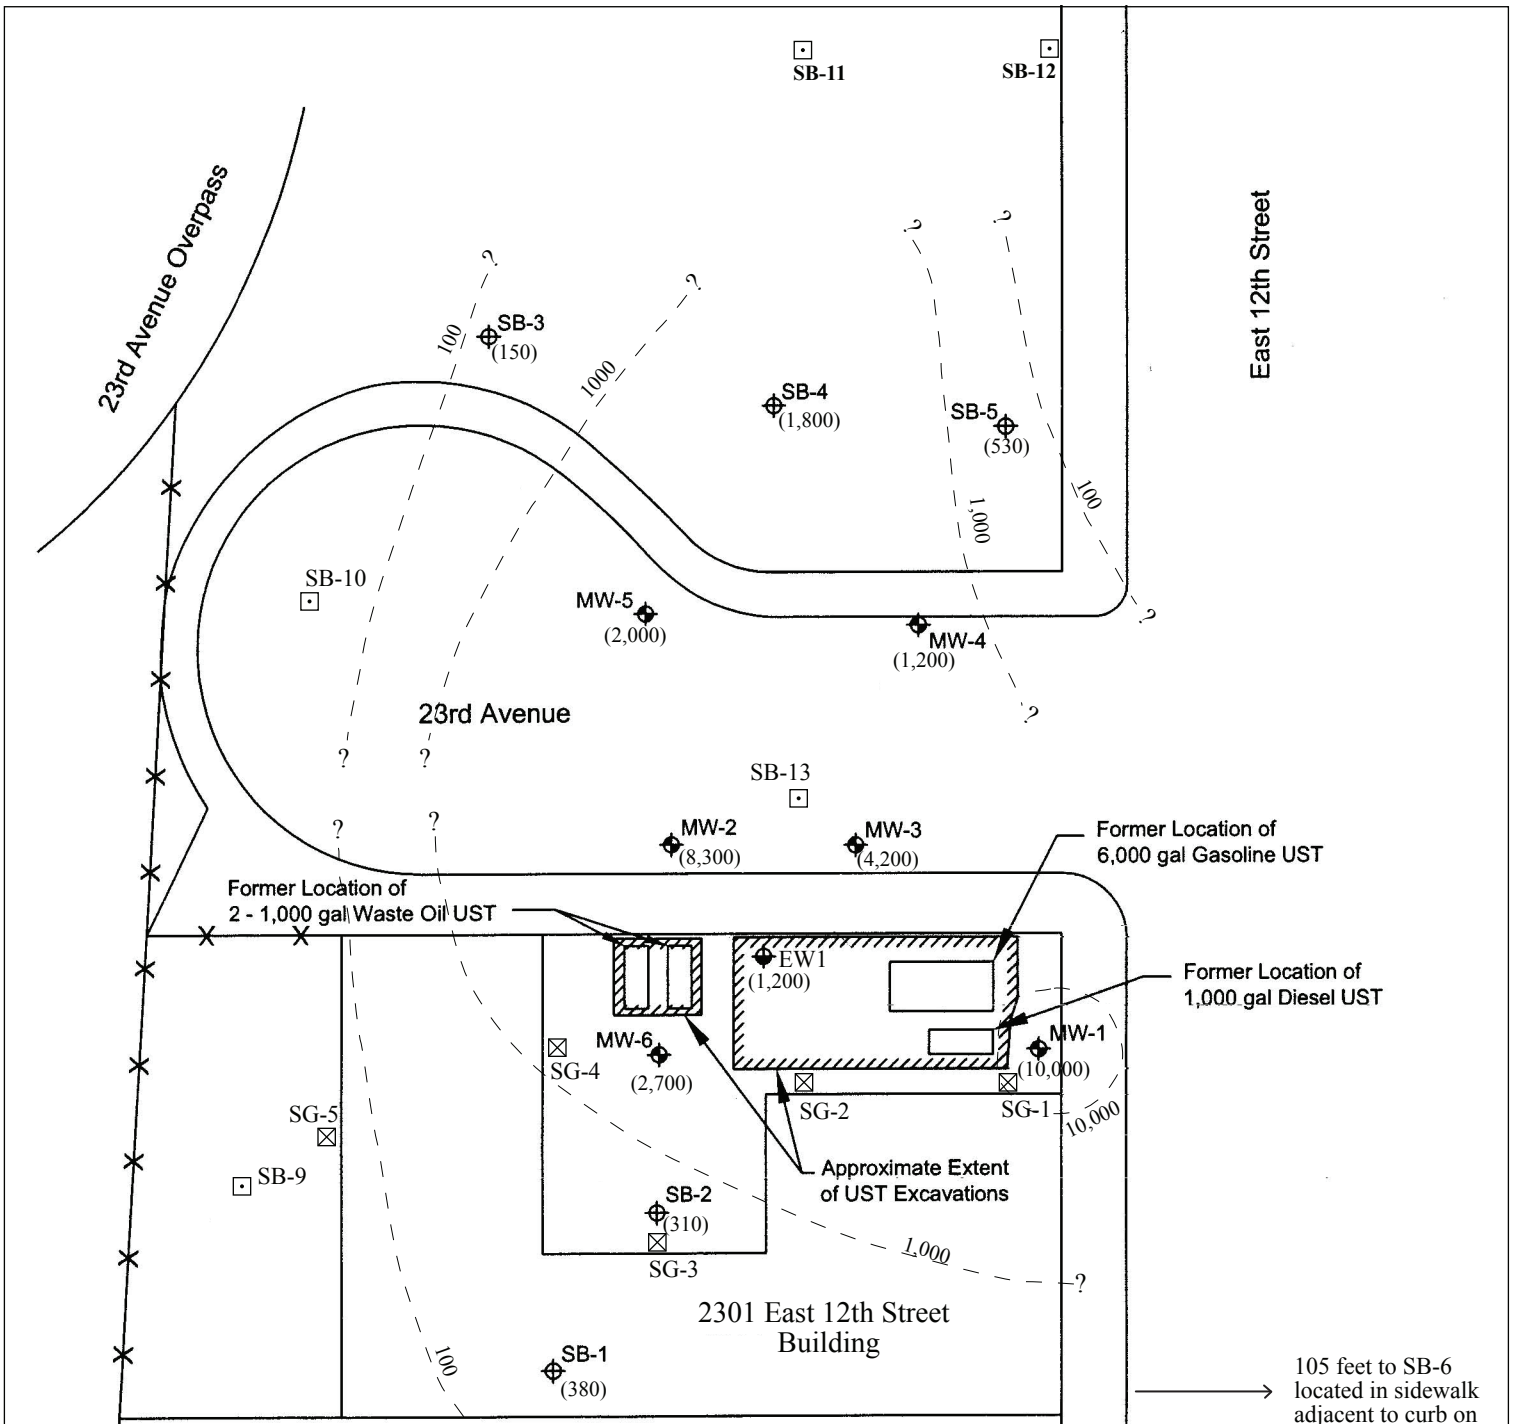 SB-11
SB-12
23rd Avenue Overpass
East 12th Street
?
?
?
?
100
SB-3
(150)
1000
SB-4
(1,800)
SB-5
(530)
100
1,000
SB-10
MW-5
(2,000)
MW-4
(1,200)
?
?
23rd Avenue
?
?
SB-13
?
?
MW-2
(8,300)
MW-3
(4,200)
Former Location of
6,000 gal Gasoline UST
Former Location of
2 - 1,000 gal Waste Oil UST
EW1
(1,200)
Former Location of
1,000 gal Diesel UST
MW-6
(2,700)
SG-4
MW-1
(10,000)
SG-2
SG-1
10,000
SG-5
SB-9
Approximate Extent
of UST Excavations
SB-2
(310)
SG-3
1,000
?
2301 East 12th Street
Building
100
SB-1
(380)
105 feet to SB-6
located in sidewalk
adjacent to curb on